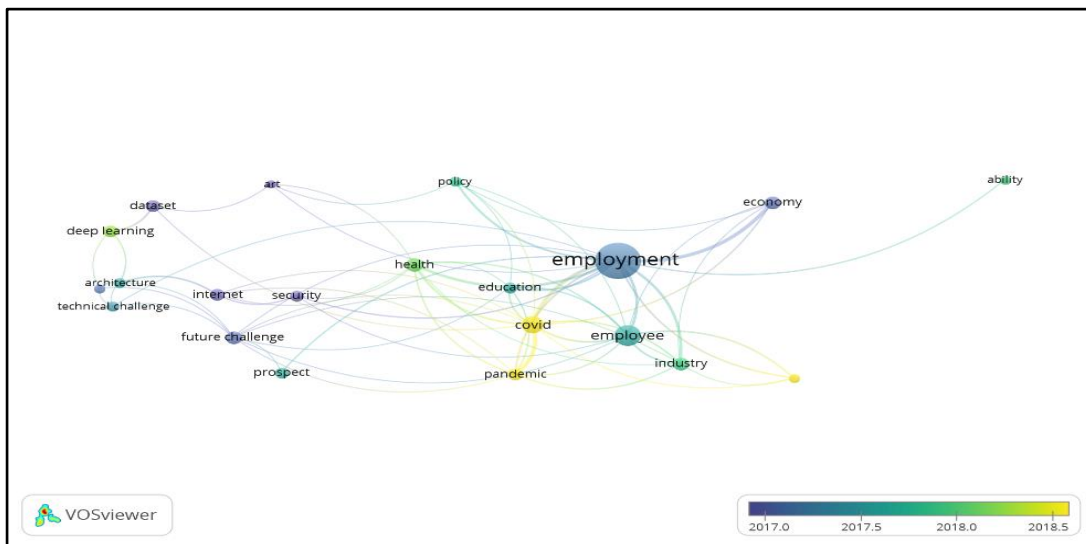 art
policy
ability
dataset
economy
deep learning
employment
health
architecture
education
internet
security
technical challenge
covid
future challenge
employee
industry
prospect
pandemic
VOSviewer
2017.0 2017.5 2018.0 2018.5